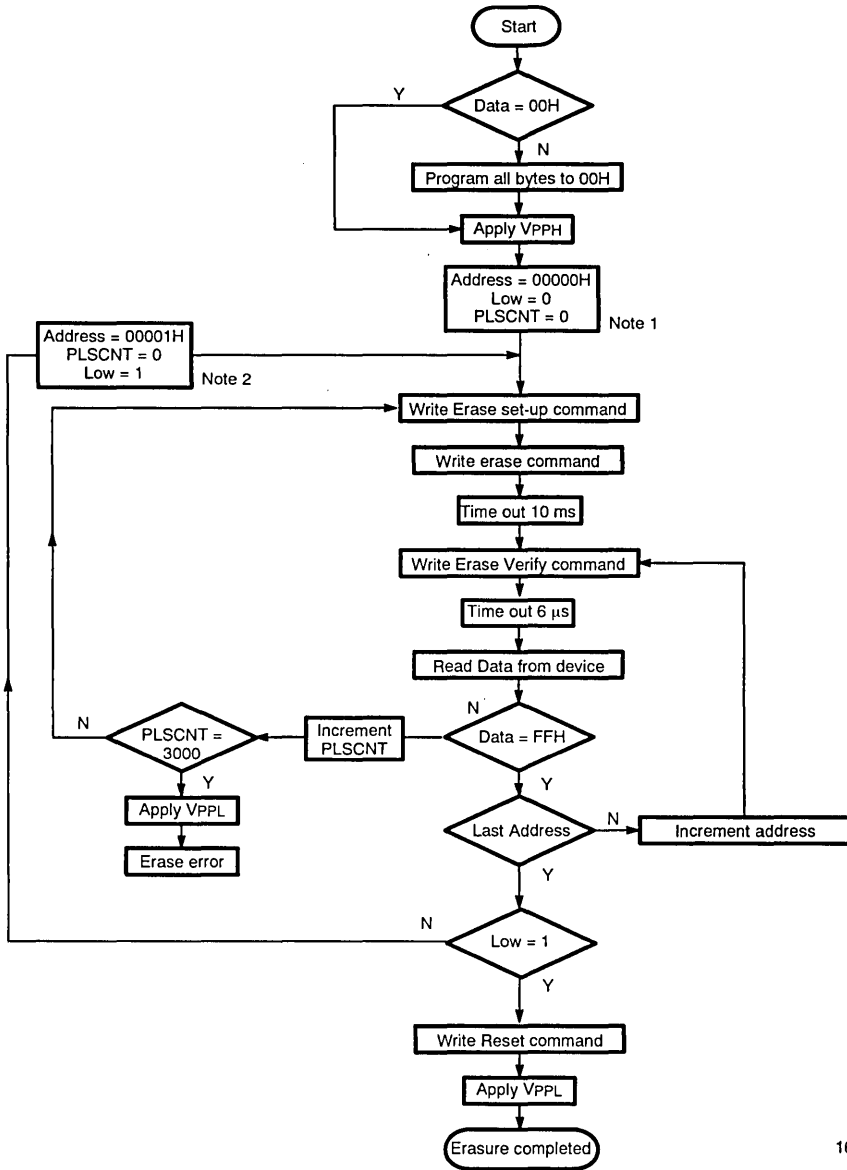 Start
Data = 00H
Y
N
Program all bytes to 00H
Apply VPPH
Address = 00000H
Low = 0
PLSCNT = 0
Note 1
Address = 00001H
PLSCNT = 0
Low = 1
Note 2
Write Erase set-up command
Write erase command
Time out 10 ms
Write Erase Verify command
Time out 6 µs
Read Data from device
N
Data = FFH
Y
Increment
PLSCNT
PLSCNT =
3000
N
Y
Apply VPPL
Erase error
Last Address
N
Increment address
Y
Low = 1
N
Y
Write Reset command
Apply VPPL
Erasure completed